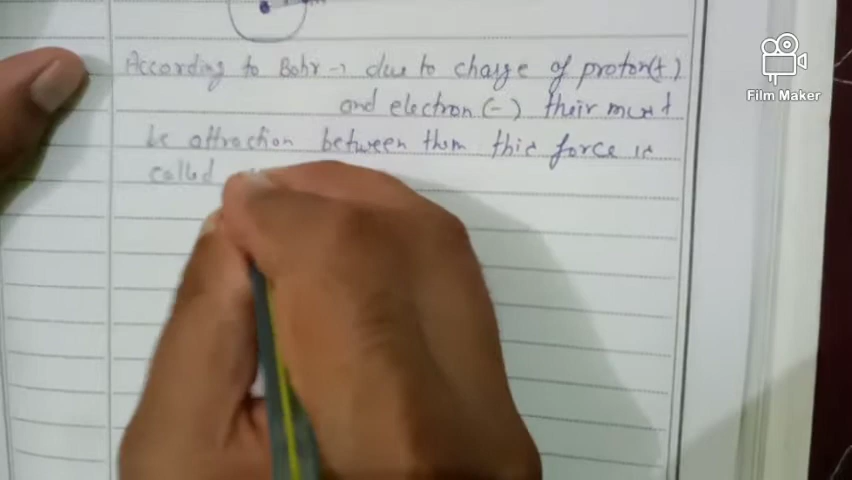 According to Bohr → due to charge of proton(+)
Film Maker
and electron (-) their must
be attraction between them this force is
called